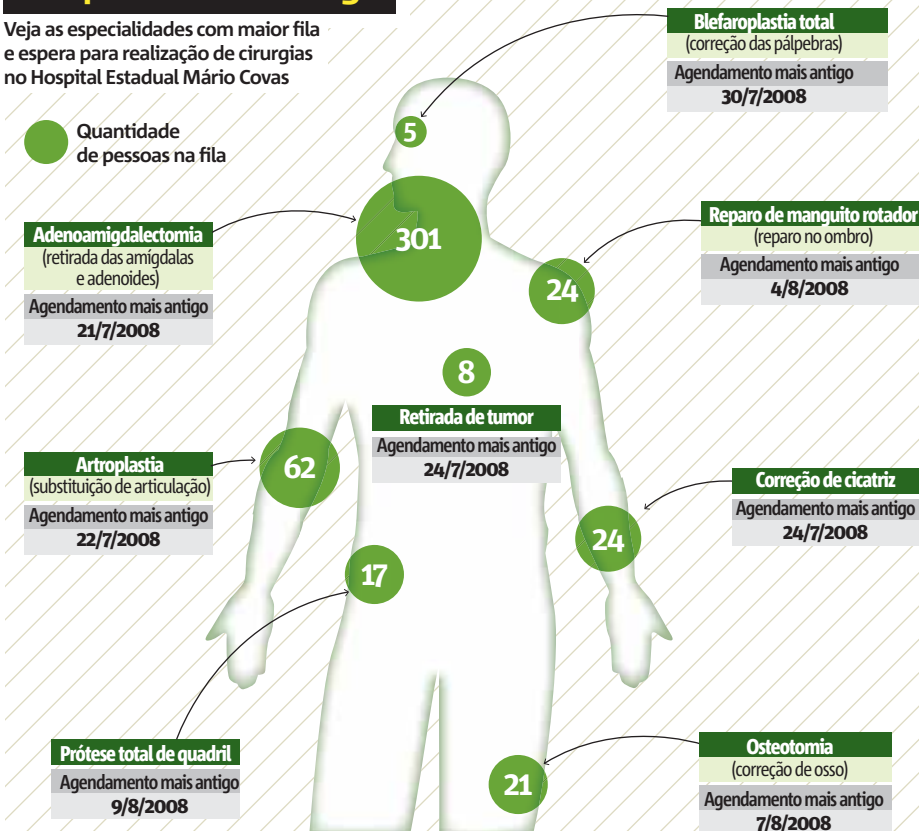 Veja as especialidades com maior fila
e espera para realização de cirurgias
no Hospital Estadual Mário Covas
Quantidade
de pessoas na fila
Blefaroplastia total
(correção das pálpebras)
Agendamento mais antigo
30/7/2008
5
Adenoamigdalectomia
(retirada das amígdalas
e adenoides)
Agendamento mais antigo
21/7/2008
301
Reparo de manguito rotador
(reparo no ombro)
Agendamento mais antigo
4/8/2008
24
8
Retirada de tumor
Agendamento mais antigo
24/7/2008
Artroplastia
(substituição de articulação)
Agendamento mais antigo
22/7/2008
62
Correção de cicatriz
Agendamento mais antigo
24/7/2008
24
17
Prótese total de quadril
Agendamento mais antigo
9/8/2008
21
Osteotomia
(correção de osso)
Agendamento mais antigo
7/8/2008